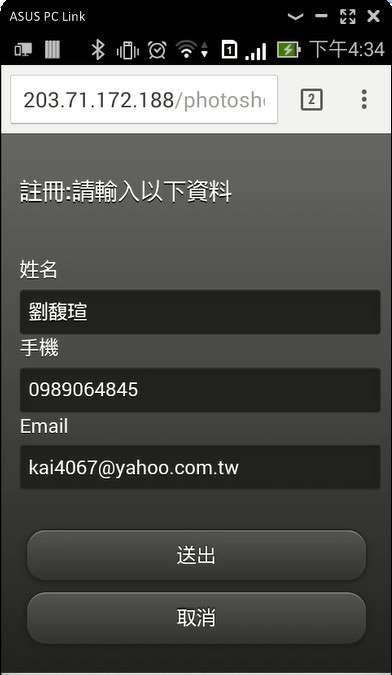 ASUS PC Link
1 下午4:34
203.71.172.188/photosh
2
註冊:請輸入以下資料
姓名
劉馥瑄
手機
0989064845
Email
kai4067@yahoo.com.tw
送出
取消